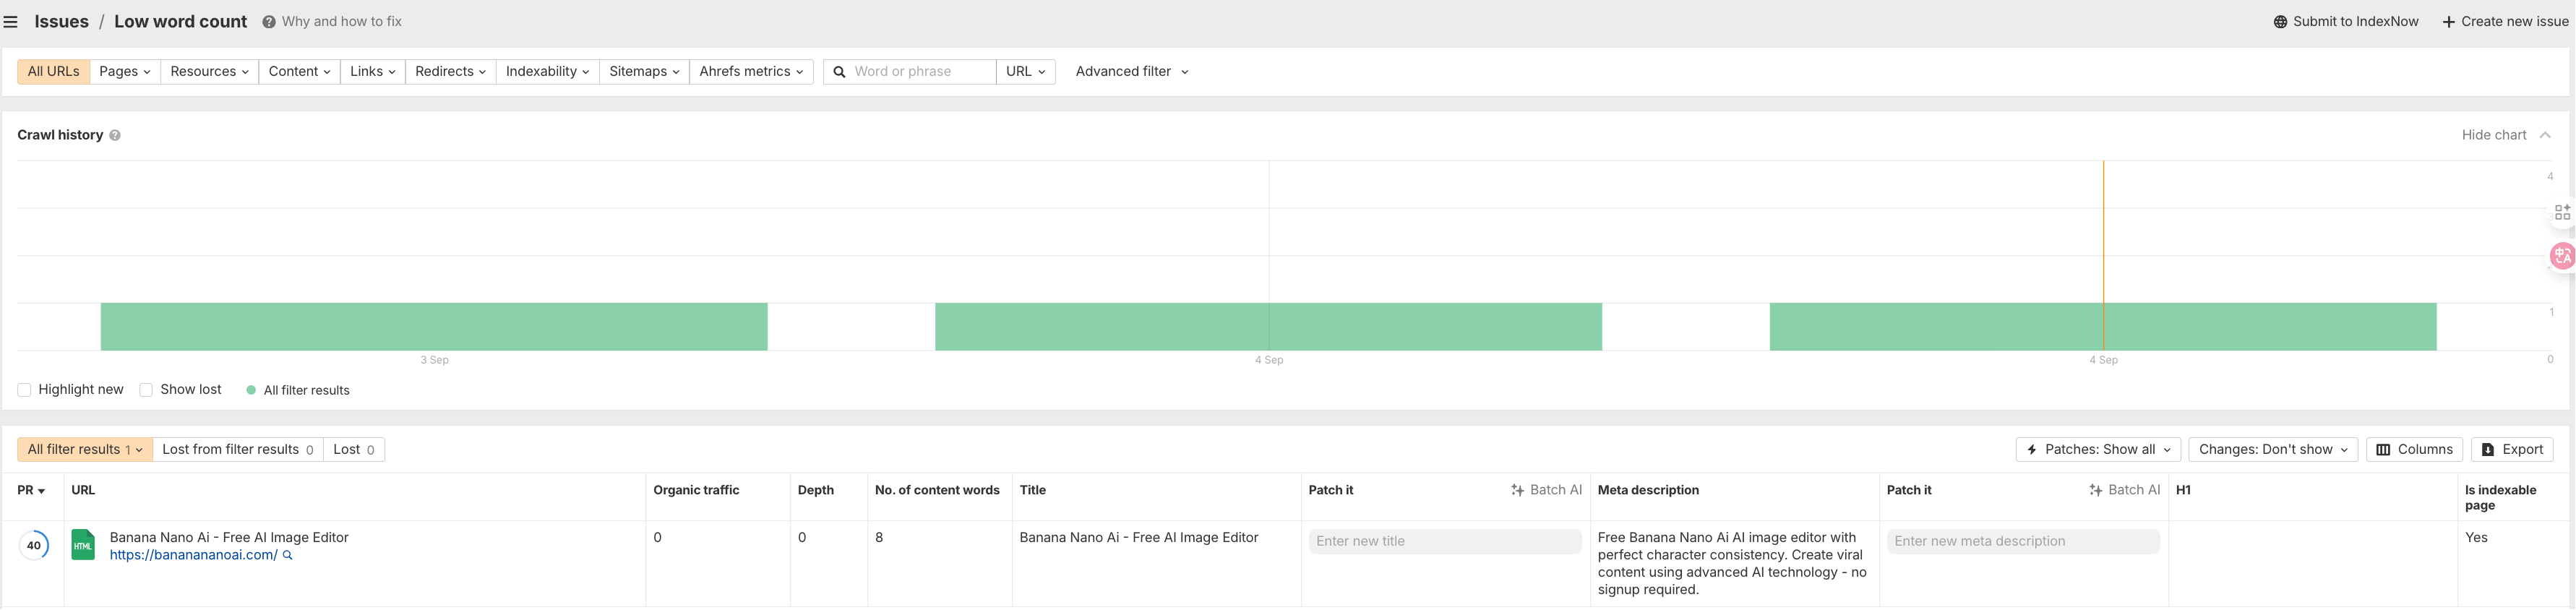 Issues / Low word count Why and how to fix Submit to IndexNow Create new issue
All URLs Pages Resources Content Links Redirects Indexability Sitemaps Ahrefs metrics Word or phrase URL Advanced filter
Crawl history Hide chart
4
1
0
3 Sep 4 Sep 4 Sep
Highlight new Show lost All filter results
All filter results 1 Lost from filter results 0 Lost 0 Patches: Show all Changes: Don't show Columns Export
PR URL Organic traffic Depth No. of content words Title Patch it Batch AI Meta description Patch it Batch AI H1 Is indexable
page
40 HTML Banana Nano Ai - Free AI Image Editor 0 0 8 Banana Nano Ai - Free AI Image Editor Enter new title Free Banana Nano Ai AI image editor with Enter new meta description Yes
https://bananananoai.com/ perfect character consistency. Create viral
content using advanced AI technology - no
signup required.